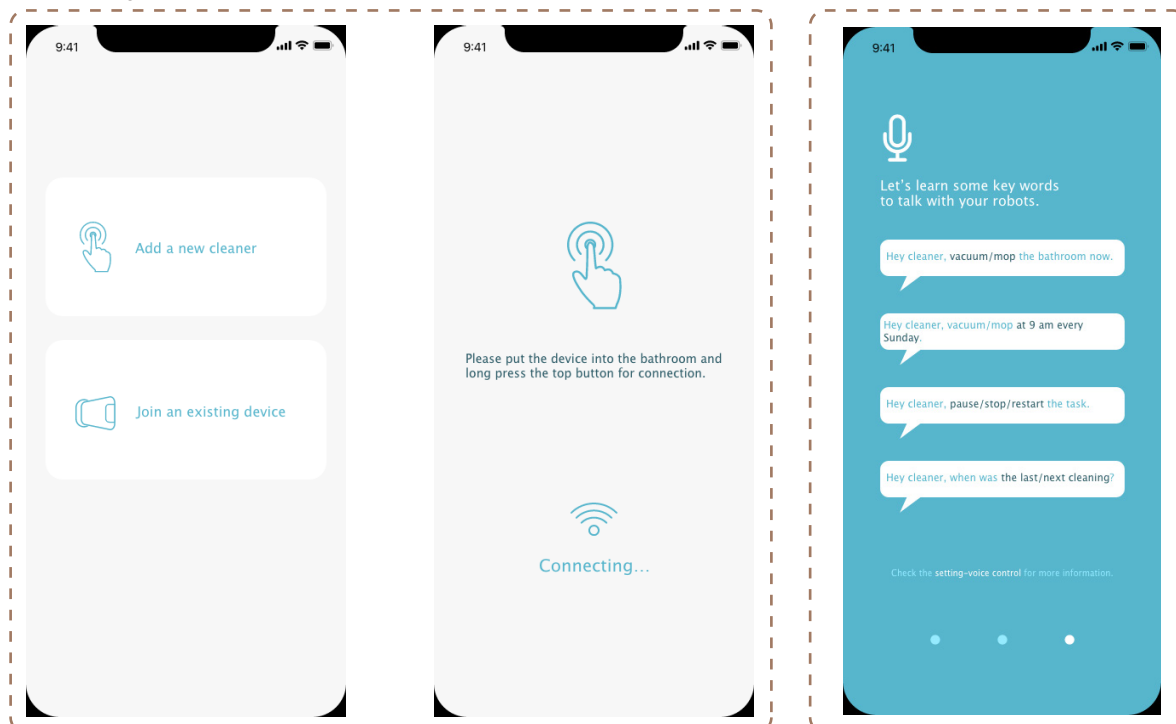 9:41
Add a new cleaner
Join an existing device
9:41
Please put the device into the bathroom and
long press the top button for connection.
Connecting...
9:41
Let's learn some key words
to talk with your robots.
Hey cleaner, vacuum/mop the bathroom now.
Hey cleaner, vacuum/mop at 9 am every
Sunday.
Hey cleaner, pause/stop/restart the task.
Hey cleaner, when was the last/next cleaning?
Check the setting-voice control for more information.